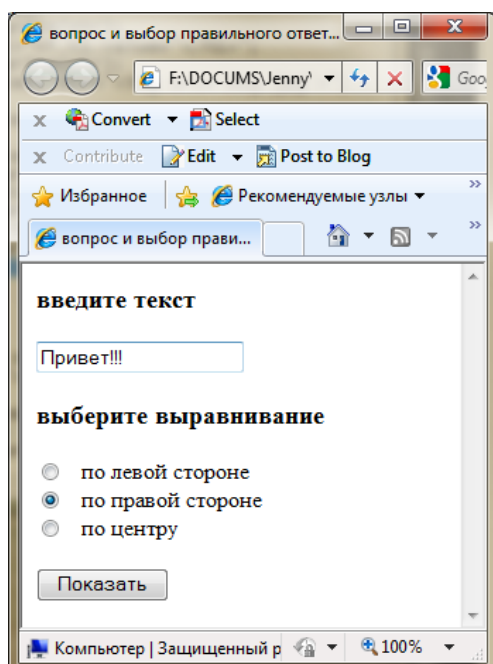 вопрос и выбор правильного ответ...
F:\DOCUMS\Jenny\
Goo
x Convert Select
x Contribute Edit Post to Blog
Избранное Рекомендуемые узлы »
вопрос и выбор прави... »
введите текст
Привет!!!
выберите выравнивание
по левой стороне
по правой стороне
по центру
Показать
Компьютер | Защищенный р 100%